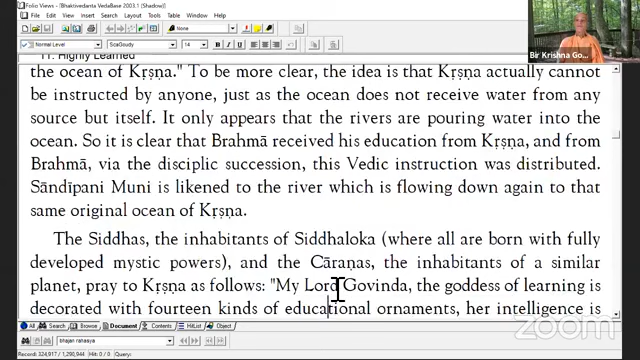 Folio Views - [Bhaktivedanta VedaBase 2003.1 (Shadow)]
File Edit View Search Layout Tools Window Help
Bir Krishna Go...
Normal Level ScaGoudy 14
11. Highly Learned
the ocean of Kṛṣṇa." To be more clear, the idea is that Kṛṣṇa actually cannot
be instructed by anyone, just as the ocean does not receive water from any
source but itself. It only appears that the rivers are pouring water into the
ocean. So it is clear that Brahmā received his education from Kṛṣṇa, and from
Brahmā, via the disciplic succession, this Vedic instruction was distributed.
Sāndīpani Muni is likened to the river which is flowing down again to that
same original ocean of Kṛṣṇa.
The Siddhas, the inhabitants of Siddhaloka (where all are born with fully
developed mystic powers), and the Cāraṇas, the inhabitants of a similar
planet, pray to Kṛṣṇa as follows: "My Lord Govinda, the goddess of learning is
decorated with fourteen kinds of educational ornaments, her intelligence is
All Search Browse Document Contents Hit List Object
bhajan rahasya
Record: 324,917 / 1,298,944 Hit: 0 / 0
zoom